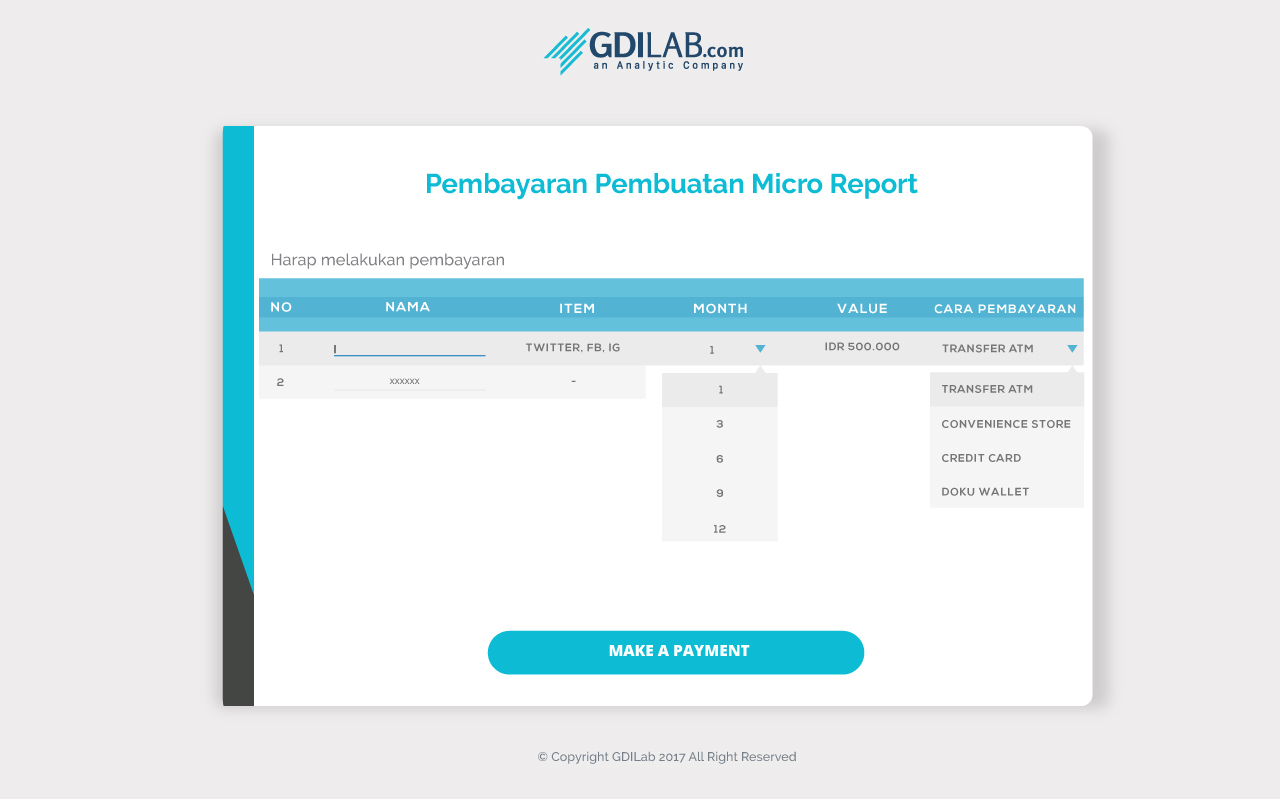 GDILAB.com
an Analytic Company
Pembayaran Pembuatan Micro Report
Harap melakukan pembayaran
NO NAMA ITEM MONTH VALUE CARA PEMBAYARAN
1 TWITTER, FB, IG 1 IDR 500.000 TRANSFER ATM
2 xxxxxx -
1 TRANSFER ATM
3 CONVENIENCE STORE
6 CREDIT CARD
9 DOKU WALLET
12
MAKE A PAYMENT
© Copyright GDILab 2017 All Right Reserved